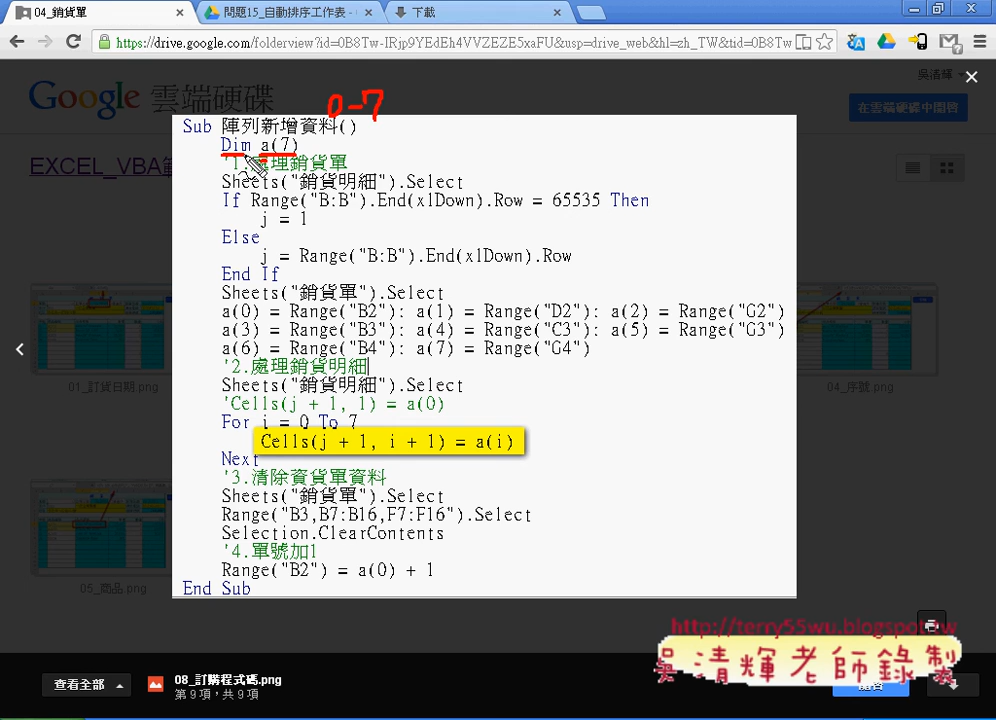 04_銷貨單
問題15_自動排序工作表 -
下載
https://drive.google.com/folderview?id=0B8Tw-IRjp9YEdEh4VVZEZE5xaFU&usp=drive_web&hl=zh_TW&tid=0B8Tw
吳清輝
Google 雲端硬碟
在雲端硬碟中開啟
EXCEL_VBA
0-7
Sub 陣列新增資料()
Dim a(7)
'1.處理銷貨單
Sheets("銷貨明細").Select
If Range("B:B").End(xlDown).Row = 65535 Then
j = 1
Else
j = Range("B:B").End(xlDown).Row
End If
Sheets("銷貨單").Select
a(0) = Range("B2"): a(1) = Range("D2"): a(2) = Range("G2")
a(3) = Range("B3"): a(4) = Range("C3"): a(5) = Range("G3")
a(6) = Range("B4"): a(7) = Range("G4")
'2.處理銷貨明細
Sheets("銷貨明細").Select
'Cells(j + 1, 1) = a(0)
For i = 0 To 7
Cells(j + 1, i + 1) = a(i)
Next
'3.清除資貨單資料
Sheets("銷貨單").Select
Range("B3,B7:B16,F7:F16").Select
Selection.ClearContents
'4.單號加1
Range("B2") = a(0) + 1
End Sub
01_訂貨日期.png
04_序號.png
05_商品.png
http://terry55wu.blogspot.tw
吳清輝老師錄製
查看全部
08_訂購程式碼.png
第 9 項，共 9 項